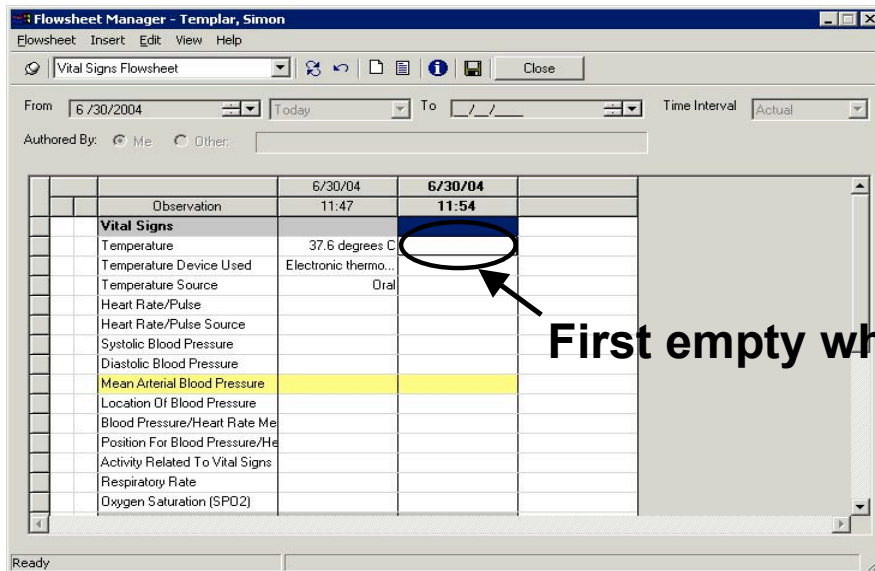 Flowsheet Manager - Templar, Simon
Flowsheet Insert Edit View Help
Vital Signs Flowsheet Close
From 6 /30/2004 Today To _/_/__ Time Interval Actual
Authored By: Me Other:
6/30/04 6/30/04
Observation 11:47 11:54
Vital Signs
Temperature 37.6 degrees C
Temperature Device Used Electronic thermo...
Temperature Source Oral
Heart Rate/Pulse
Heart Rate/Pulse Source
Systolic Blood Pressure
First empty wh
Diastolic Blood Pressure
Mean Arterial Blood Pressure
Location Of Blood Pressure
Blood Pressure/Heart Rate Me
Position For Blood Pressure/He
Activity Related To Vital Signs
Respiratory Rate
Oxygen Saturation (SPO2)
Ready